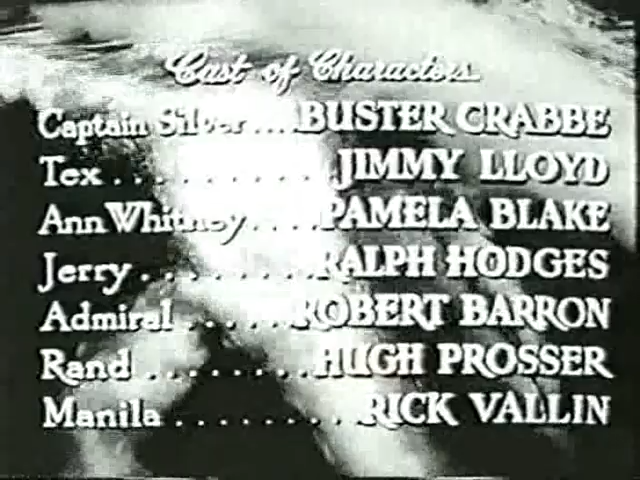 Cast of Characters
Captain Silver...BUSTER CRABBE
Tex..........JIMMY LLOYD
Ann Whitney....PAMELA BLAKE
Jerry.........RALPH HODGES
Admiral......ROBERT BARRON
Rand........HUGH PROSSER
Manila.........RICK VALLIN